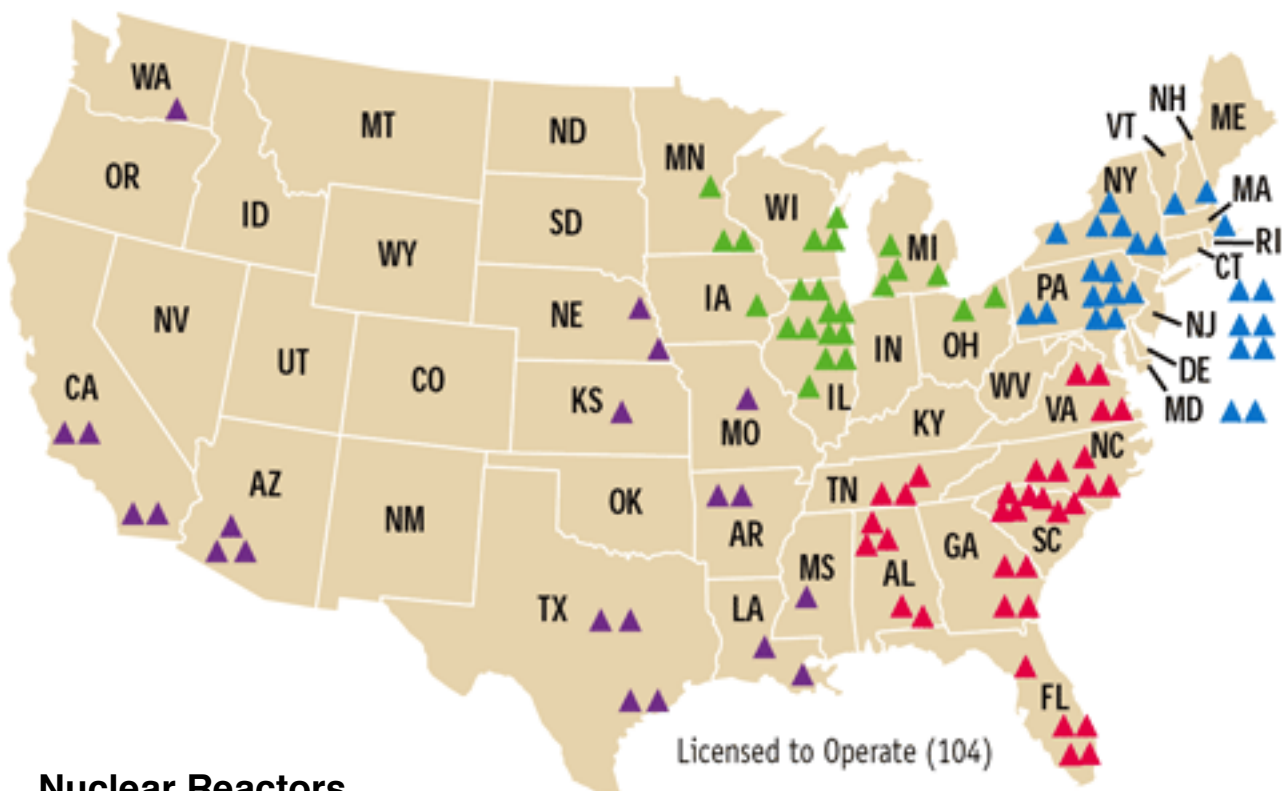 WA
MT
ND
MN
OR
ID
SD
WI
WY
MI
NY
VT
NH
ME
MA
RI
CT
NV
NE
IA
PA
NJ
UT
CO
IL
IN
OH
DE
CA
KS
MO
WV
VA
MD
KY
NC
AZ
NM
OK
AR
TN
SC
MS
AL
GA
TX
LA
FL
Licensed to Operate (104)
Nuclear Reactors